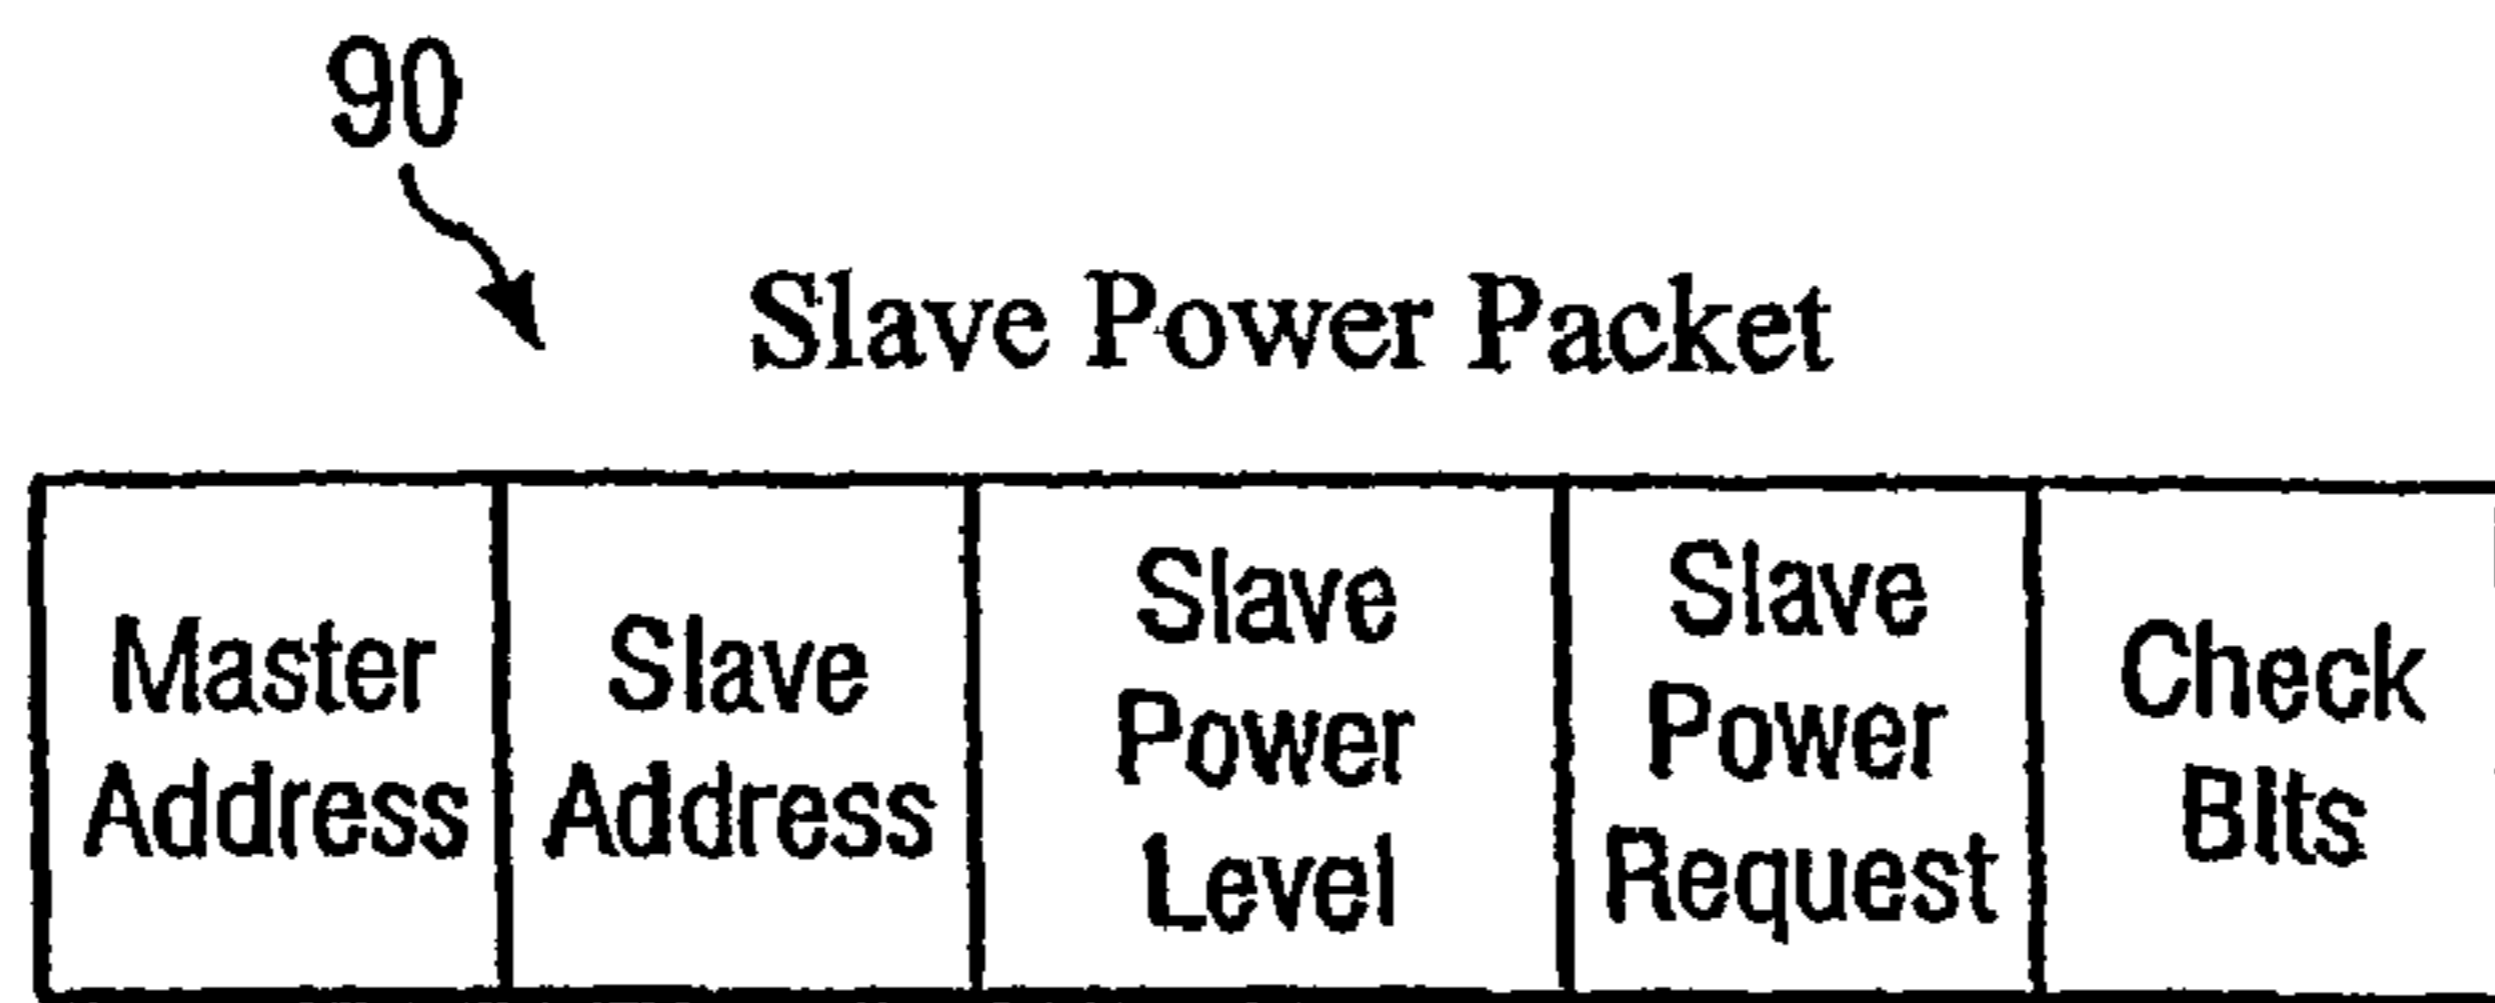 90
Slave Power Packet
Master
Address
Slave
Address
Slave
Power
Level
Slave
Power
Request
Check
Bits